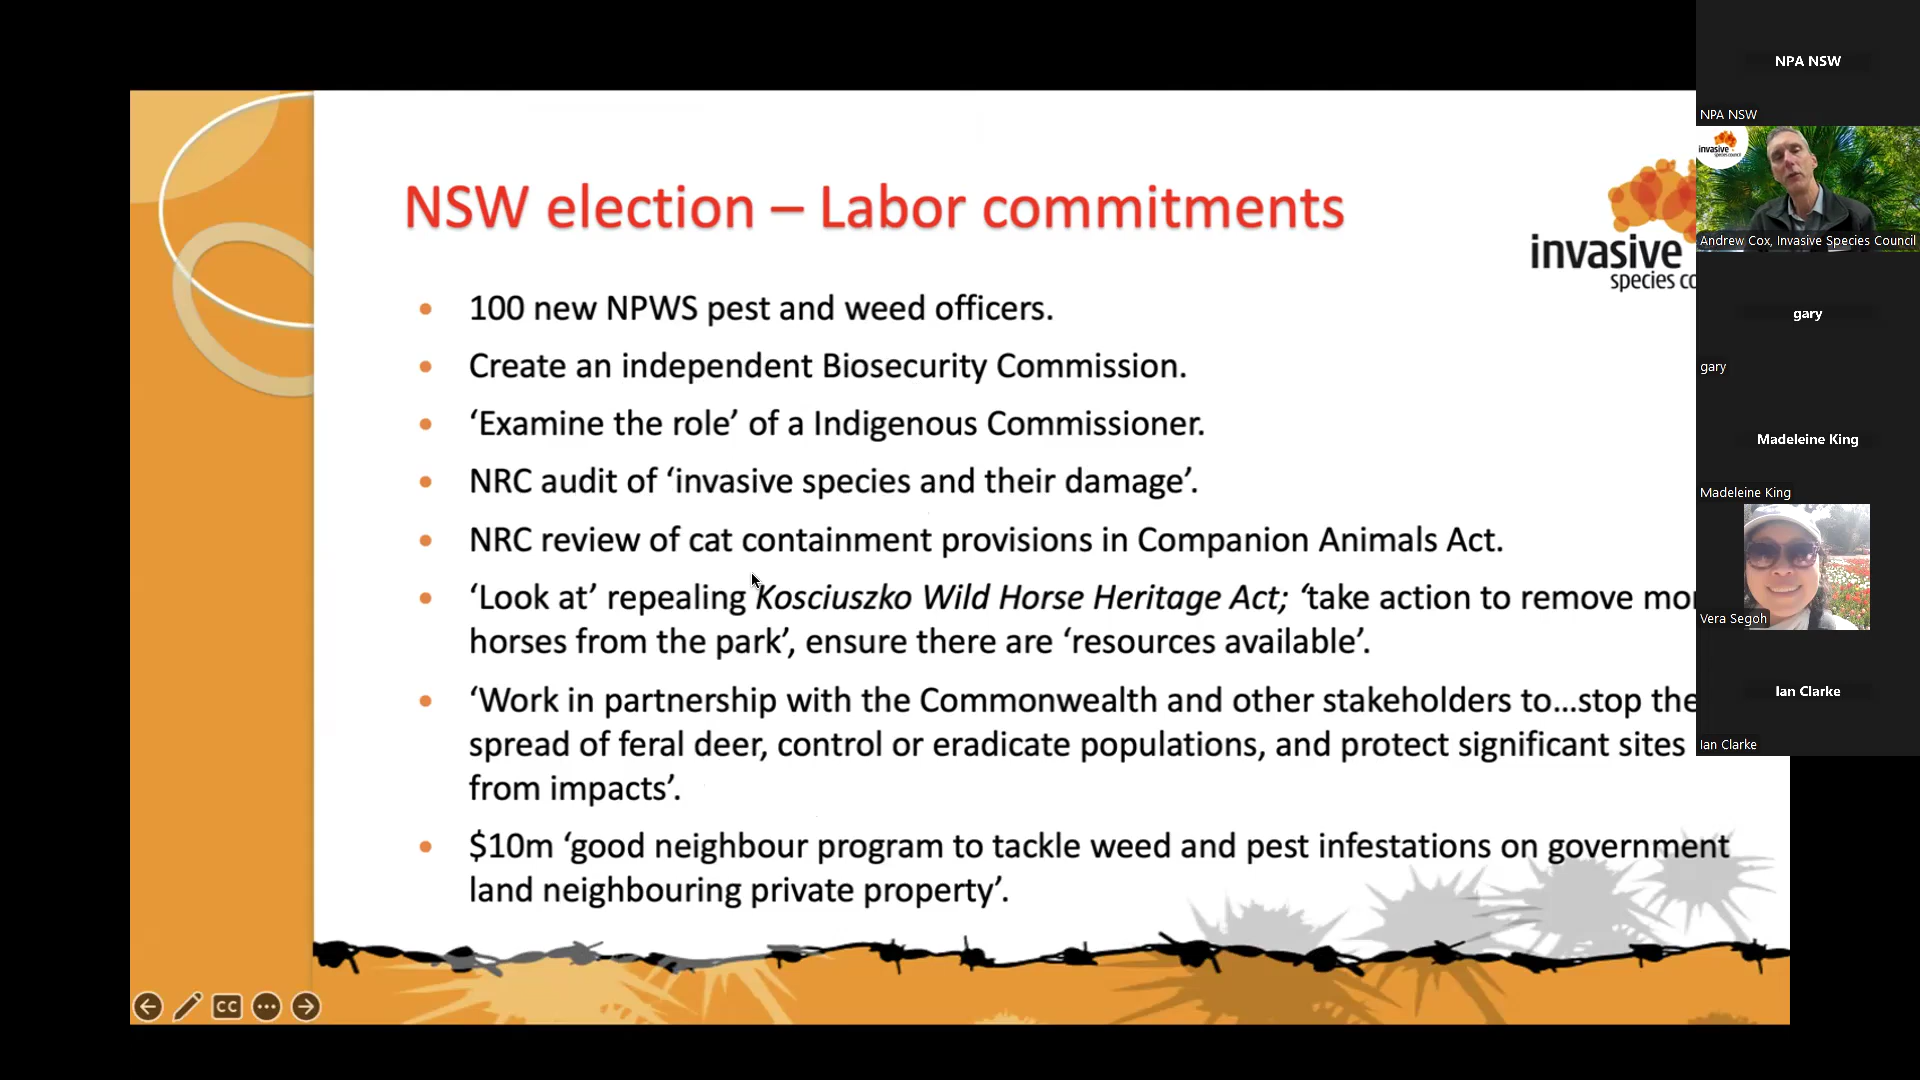 NSW election – Labor commitments
invasive
species co
• 100 new NPWS pest and weed officers.
• Create an independent Biosecurity Commission.
• ‘Examine the role’ of a Indigenous Commissioner.
• NRC audit of ‘invasive species and their damage’.
• NRC review of cat containment provisions in Companion Animals Act.
• ‘Look at’ repealing Kosciuszko Wild Horse Heritage Act; ‘take action to remove mo
horses from the park’, ensure there are ‘resources available’.
• ‘Work in partnership with the Commonwealth and other stakeholders to...stop the
spread of feral deer, control or eradicate populations, and protect significant sites
from impacts’.
• $10m ‘good neighbour program to tackle weed and pest infestations on government
land neighbouring private property’.
CC
NPA NSW
NPA NSW
invasive
species council
Andrew Cox, Invasive Species Council
gary
gary
Madeleine King
Madeleine King
Vera Segoh
Ian Clarke
Ian Clarke